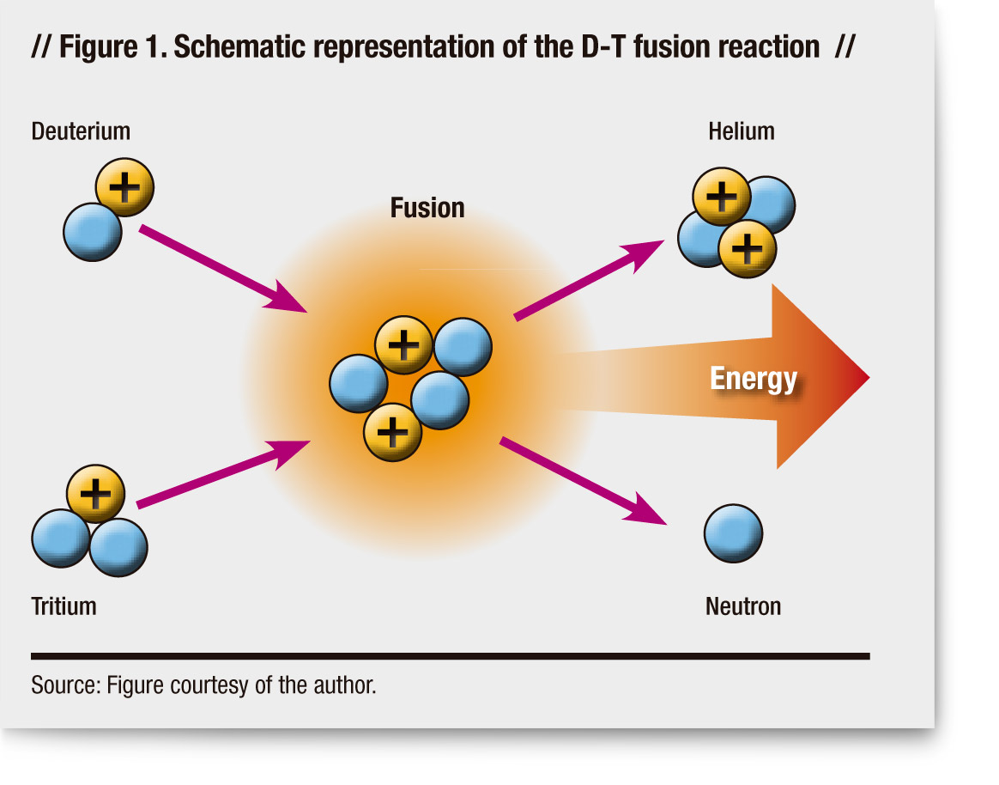 // Figure 1. Schematic representation of the D-T fusion reaction //
Deuterium
Helium
+
+
Fusion
+
+
Energy
+
+
Tritium
Neutron
Source: Figure courtesy of the author.